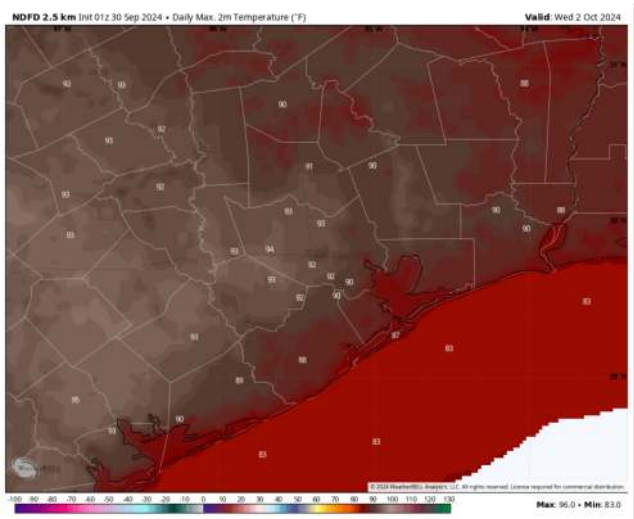 NDFD 2.5 km Init 01z 30 Sep 2024 • Daily Max. 2m Temperature (°F)
Valid: Wed 2 Oct 2024
92 93 90 88
93 92
91 90
93 92
93 93 90 88
93 90
93 94 92
93 92 90
92 90
83
93 87 83
88
89
95 90
93
83 83
WeatherBELL
© 2024 WeatherBELL Analytics, LLC. All rights reserved. License required for commercial distribution.
-100 -90 -80 -70 -60 -50 -40 -30 -20 -10 0 10 20 30 40 50 60 70 80 90 100 110 120 130
Max: 96.0 • Min: 83.0